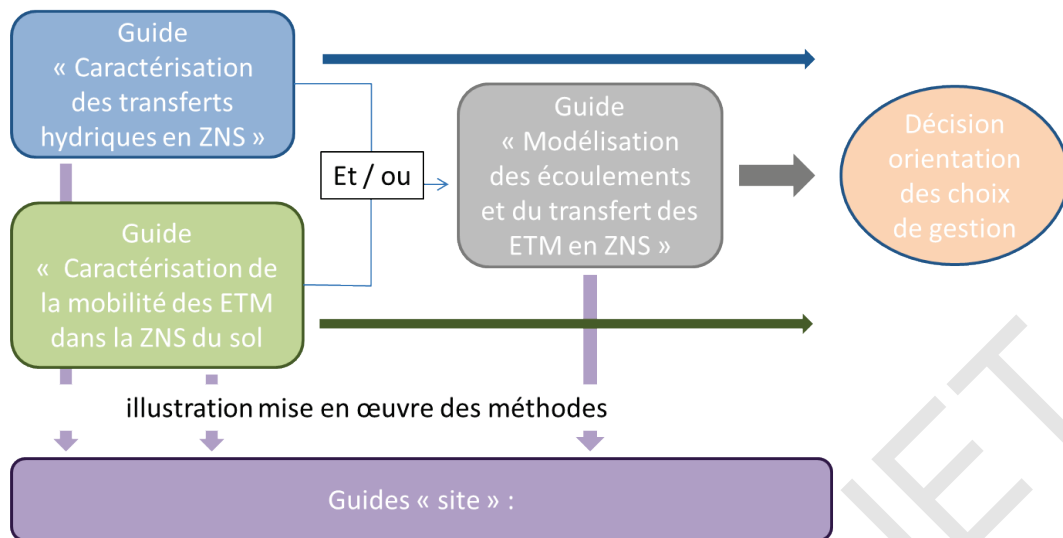 Guide
« Caractérisation
des transferts
hydriques en ZNS »
Guide
«  Caractérisation de
la mobilité des ETM
dans la ZNS du sol
Et / ou
Guide
« Modélisation
des écoulements
et du transfert des
ETM en ZNS »
Décision
orientation
des choix
de gestion
illustration mise en œuvre des méthodes
Guides « site » :
IET